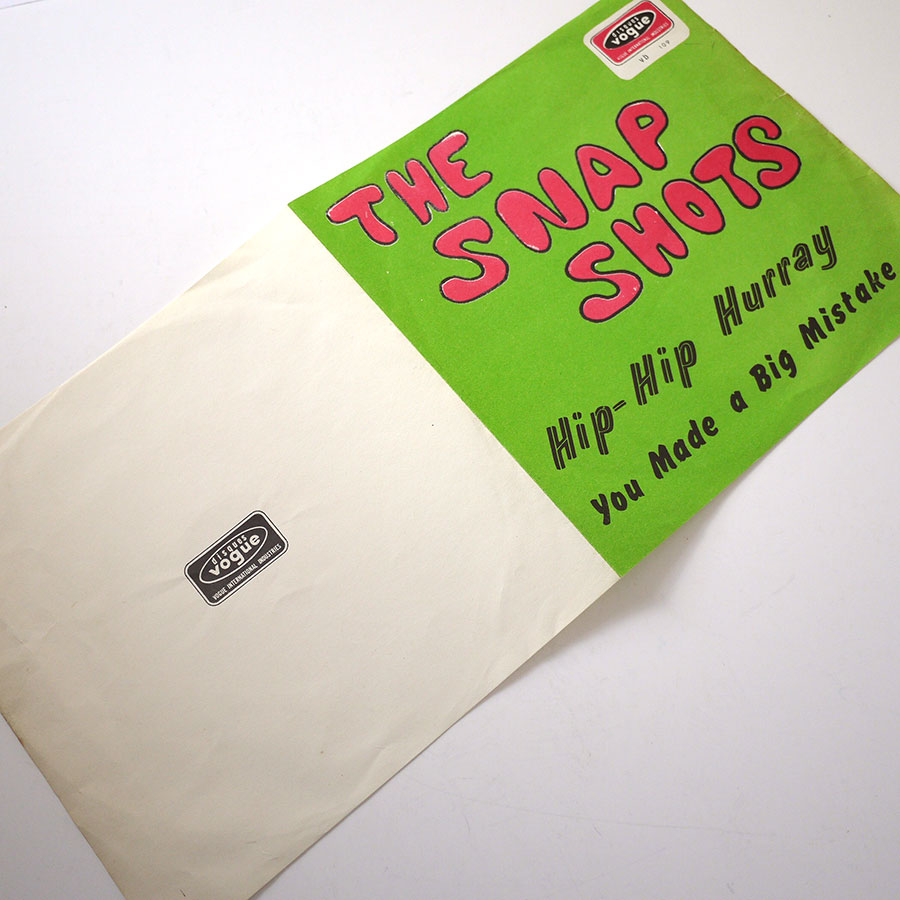 disques
vogue
VOGUE INTERNATIONAL INDUSTRIES
VD 109
THE
SNAP
SHOTS
Hip-Hip Hurray
You Made a Big Mistake
disques
vogue
VOGUE INTERNATIONAL INDUSTRIES